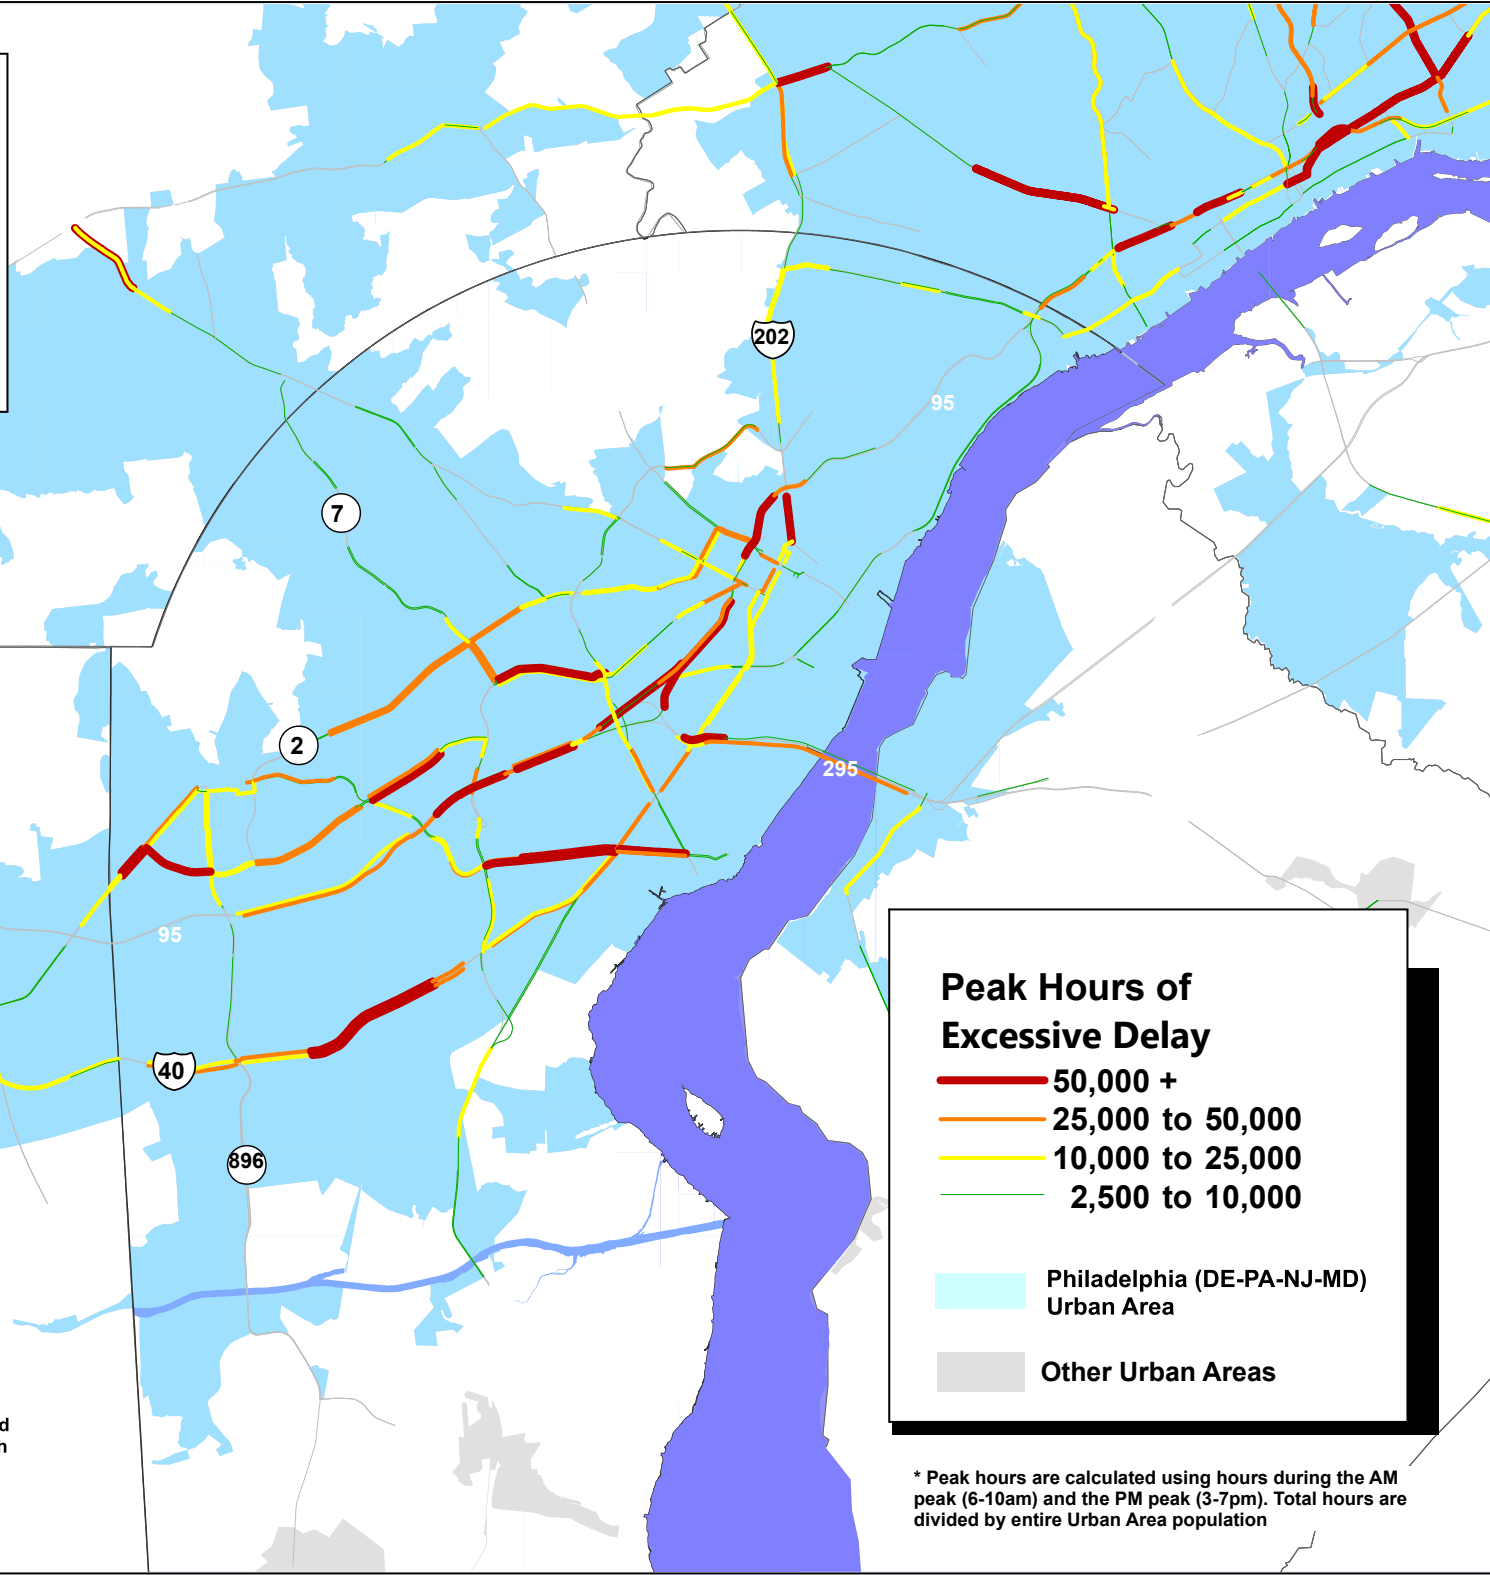 202
95
7
2
295
95
40
896
Peak Hours of
Excessive Delay
50,000 +
25,000 to 50,000
10,000 to 25,000
2,500 to 10,000
Philadelphia (DE-PA-NJ-MD)
Urban Area
Other Urban Areas
d
h
* Peak hours are calculated using hours during the AM
peak (6-10am) and the PM peak (3-7pm). Total hours are
divided by entire Urban Area population